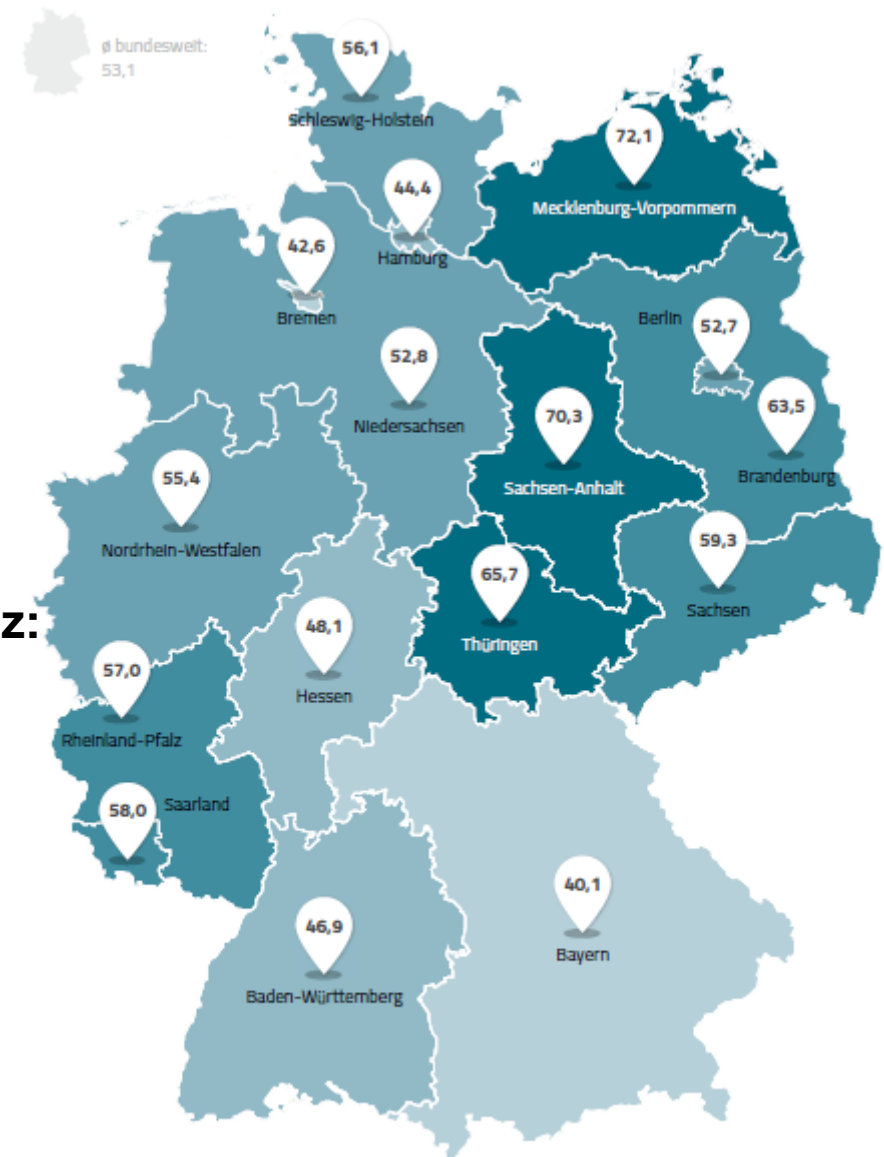 ø bundesweit:
53,1
56,1
Schleswig-Holstein
72,1
Mecklenburg-Vorpommern
44,4
Hamburg
42,6
Bremen
Berlin
52,7
52,8
Niedersachsen
63,5
Brandenburg
70,3
Sachsen-Anhalt
55,4
Nordrhein-Westfalen
59,3
Sachsen
65,7
Thüringen
z:
48,1
Hessen
57,0
Rheinland-Pfalz
58,0
Saarland
40,1
Bayern
46,9
Baden-Württemberg